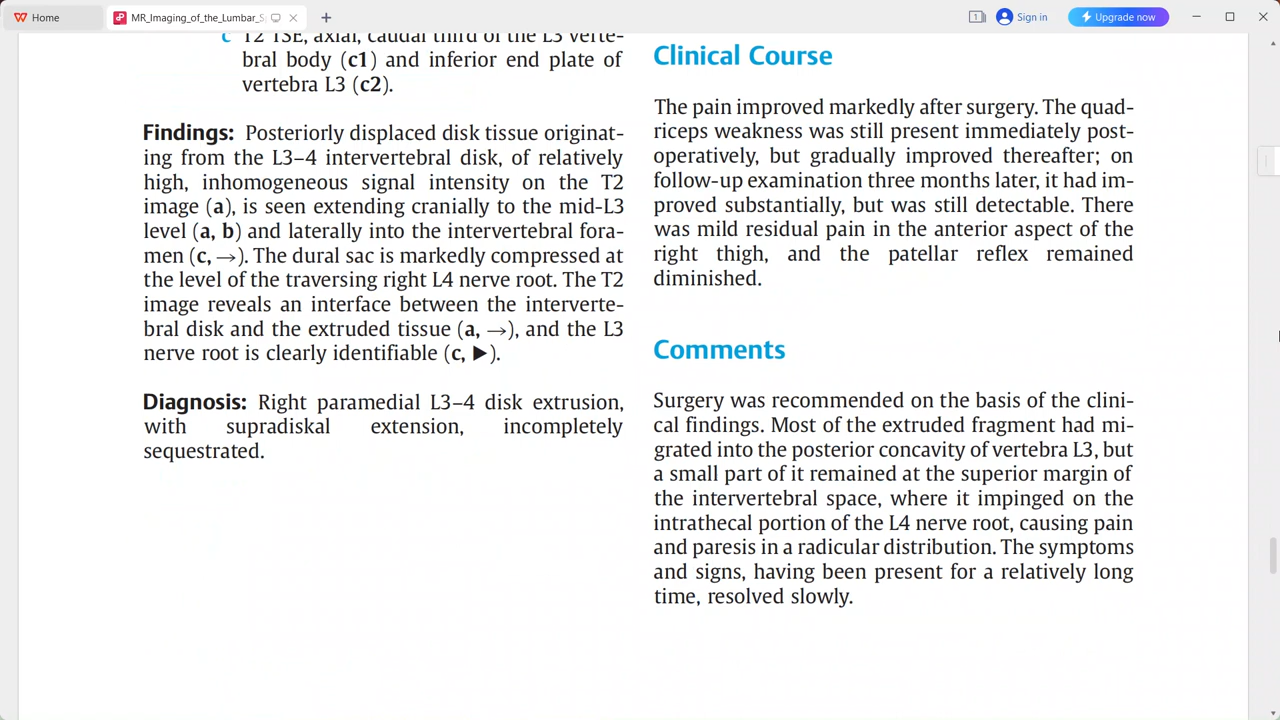 Home
MR_Imaging_of_the_Lumbar_S
Sign in
Upgrade now
c T2 TSE, axial, caudal third of the L3 verte-
bral body (c1) and inferior end plate of
vertebra L3 (c2).
Findings: Posteriorly displaced disk tissue originat-
ing from the L3–4 intervertebral disk, of relatively
high, inhomogeneous signal intensity on the T2
image (a), is seen extending cranially to the mid-L3
level (a, b) and laterally into the intervertebral fora-
men (c, →). The dural sac is markedly compressed at
the level of the traversing right L4 nerve root. The T2
image reveals an interface between the interverte-
bral disk and the extruded tissue (a, →), and the L3
nerve root is clearly identifiable (c, ▶).
Diagnosis: Right paramedial L3–4 disk extrusion,
with supradiskal extension, incompletely
sequestrated.
Clinical Course
The pain improved markedly after surgery. The quad-
riceps weakness was still present immediately post-
operatively, but gradually improved thereafter; on
follow-up examination three months later, it had im-
proved substantially, but was still detectable. There
was mild residual pain in the anterior aspect of the
right thigh, and the patellar reflex remained
diminished.
Comments
Surgery was recommended on the basis of the clini-
cal findings. Most of the extruded fragment had mi-
grated into the posterior concavity of vertebra L3, but
a small part of it remained at the superior margin of
the intervertebral space, where it impinged on the
intrathecal portion of the L4 nerve root, causing pain
and paresis in a radicular distribution. The symptoms
and signs, having been present for a relatively long
time, resolved slowly.